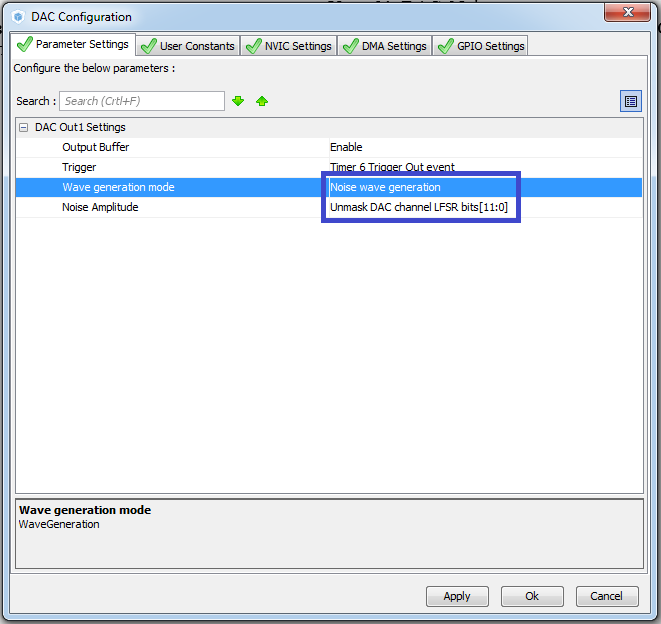 DAC Configuration
Parameter Settings
User Constants
NVIC Settings
DMA Settings
GPIO Settings
Configure the below parameters :
Search : Search (Crtl+F)
DAC Out1 Settings
Output Buffer Enable
Trigger Timer 6 Trigger Out event
Wave generation mode Noise wave generation
Noise Amplitude Unmask DAC channel LFSR bits[11:0]
Wave generation mode
WaveGeneration
Apply Ok Cancel